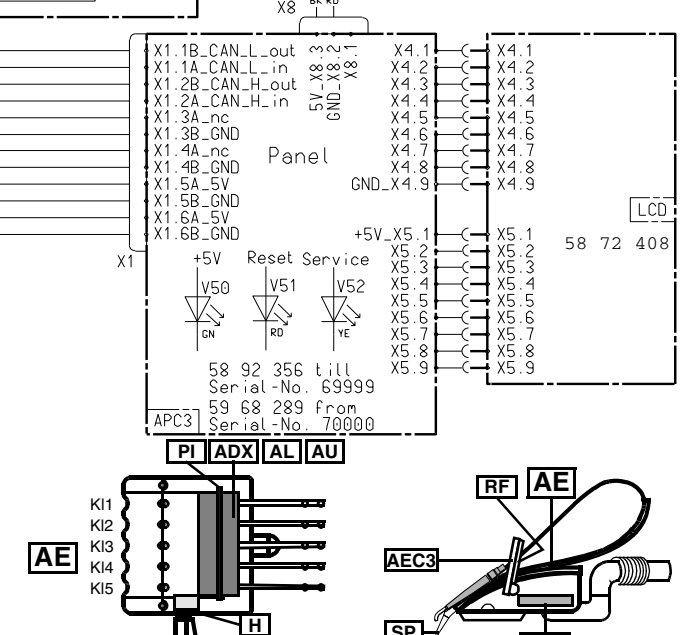 X8
BK RD
X1.1B_CAN_L_out
X1.1A_CAN_L_in
X1.2B_CAN_H_out
X1.2A_CAN_H_in
X1.3A_nc
X1.3B_GND
X1.4A_nc
X1.4B_GND
X1.5A_5V
X1.5B_GND
X1.6A_5V
X1.6B_GND
X1
5V_X8.3
GND_X8.2
X8.1
Panel
X4.1
X4.2
X4.3
X4.4
X4.5
X4.6
X4.7
X4.8
GND_X4.9
+5V_X5.1
X5.2
X5.3
X5.4
X5.5
X5.6
X5.7
X5.8
X5.9
X4.1
X4.2
X4.3
X4.4
X4.5
X4.6
X4.7
X4.8
X4.9
X5.1
X5.2
X5.3
X5.4
X5.5
X5.6
X5.7
X5.8
X5.9
LCD
58 72 408
+5V Reset Service
V50 V51 V52
GN RD YE
58 92 356 till
Serial-No. 69999
59 68 289 from
Serial-No. 70000
APC3
PI ADX AL AU
KI1
KI2
KI3
KI4
KI5
AE
H
RF AE
AEC3
SP